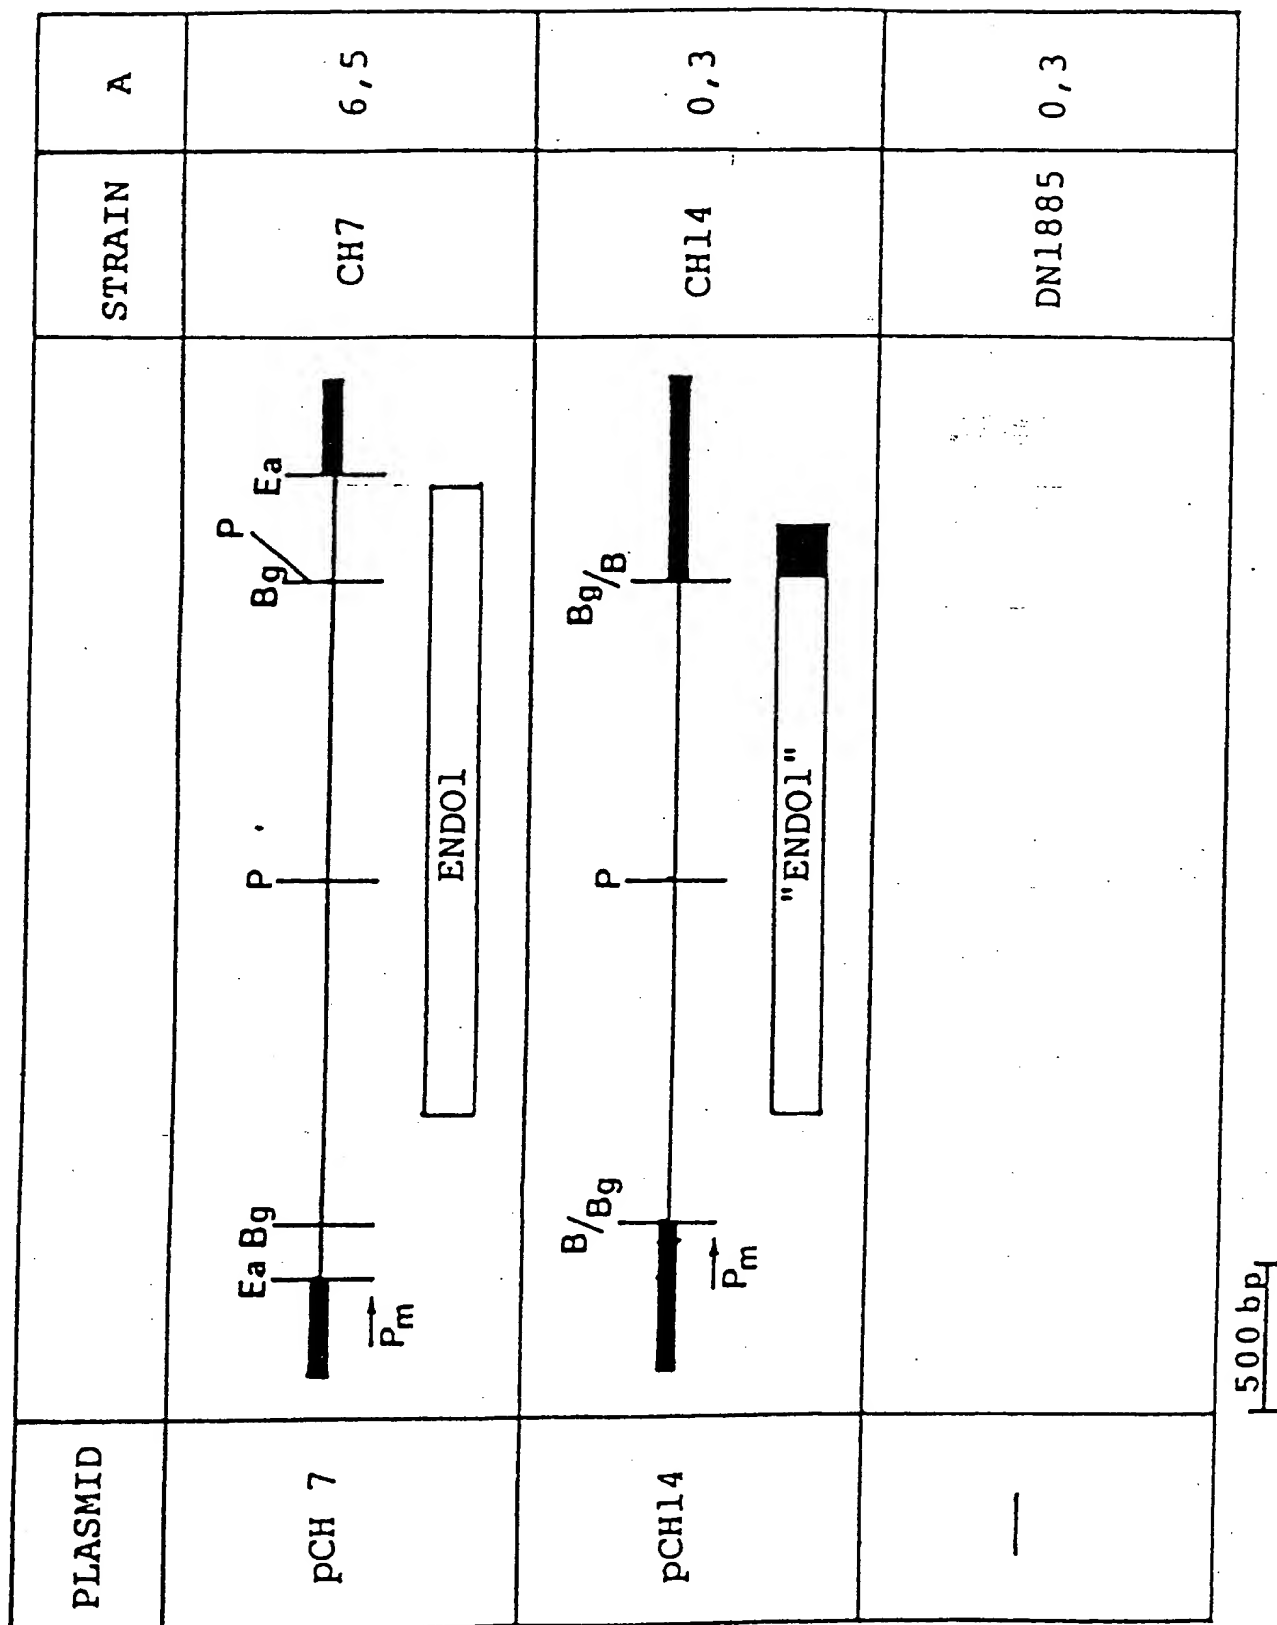 PLASMID STRAIN A
pCH 7 CH7 6,5
Ea Bg P Bg P Ea
Pm
ENDO1
pCH14 CH14 0,3
B/Bg P Bg/B
Pm
"ENDO1"
— DN1885 0,3
500 bp